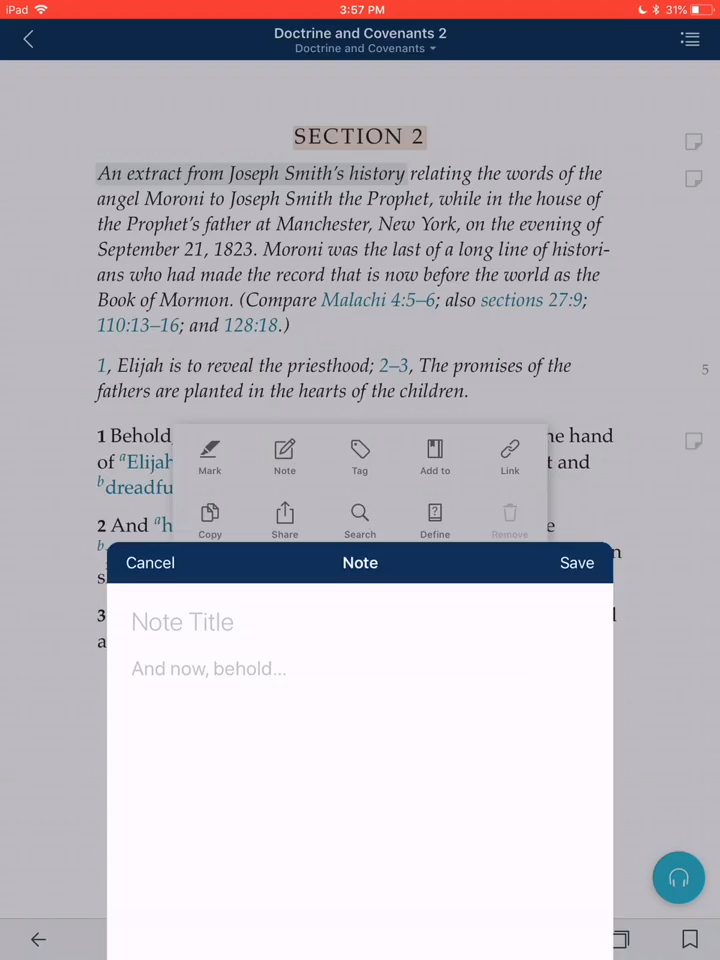 iPad 3:57 PM 31%
Doctrine and Covenants 2
Doctrine and Covenants
SECTION 2
An extract from Joseph Smith's history relating the words of the
angel Moroni to Joseph Smith the Prophet, while in the house of
the Prophet's father at Manchester, New York, on the evening of
September 21, 1823. Moroni was the last of a long line of histori-
ans who had made the record that is now before the world as the
Book of Mormon. (Compare Malachi 4:5–6; also sections 27:9;
110:13–16; and 128:18.)
1, Elijah is to reveal the priesthood; 2–3, The promises of the
fathers are planted in the hearts of the children.
5
1 Behold, he hand
of aElijah t and
bdreadfu
2 And ah e
b n
s
3 l
a
Mark Note Tag Add to Link
Copy Share Search Define Remove
Cancel Note Save
Note Title
And now, behold...